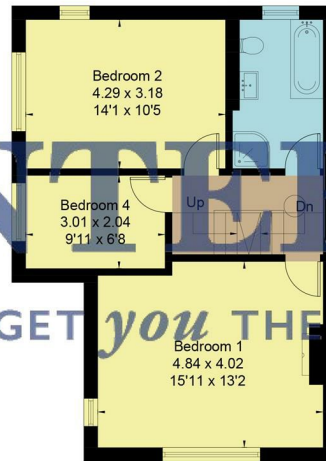 Bedroom 2
4.29 x 3.18
14'1 x 10'5
Bedroom 4
3.01 x 2.04
9'11 x 6'8
Up
Dn
GET you THE
Bedroom 1
4.84 x 4.02
15'11 x 13'2